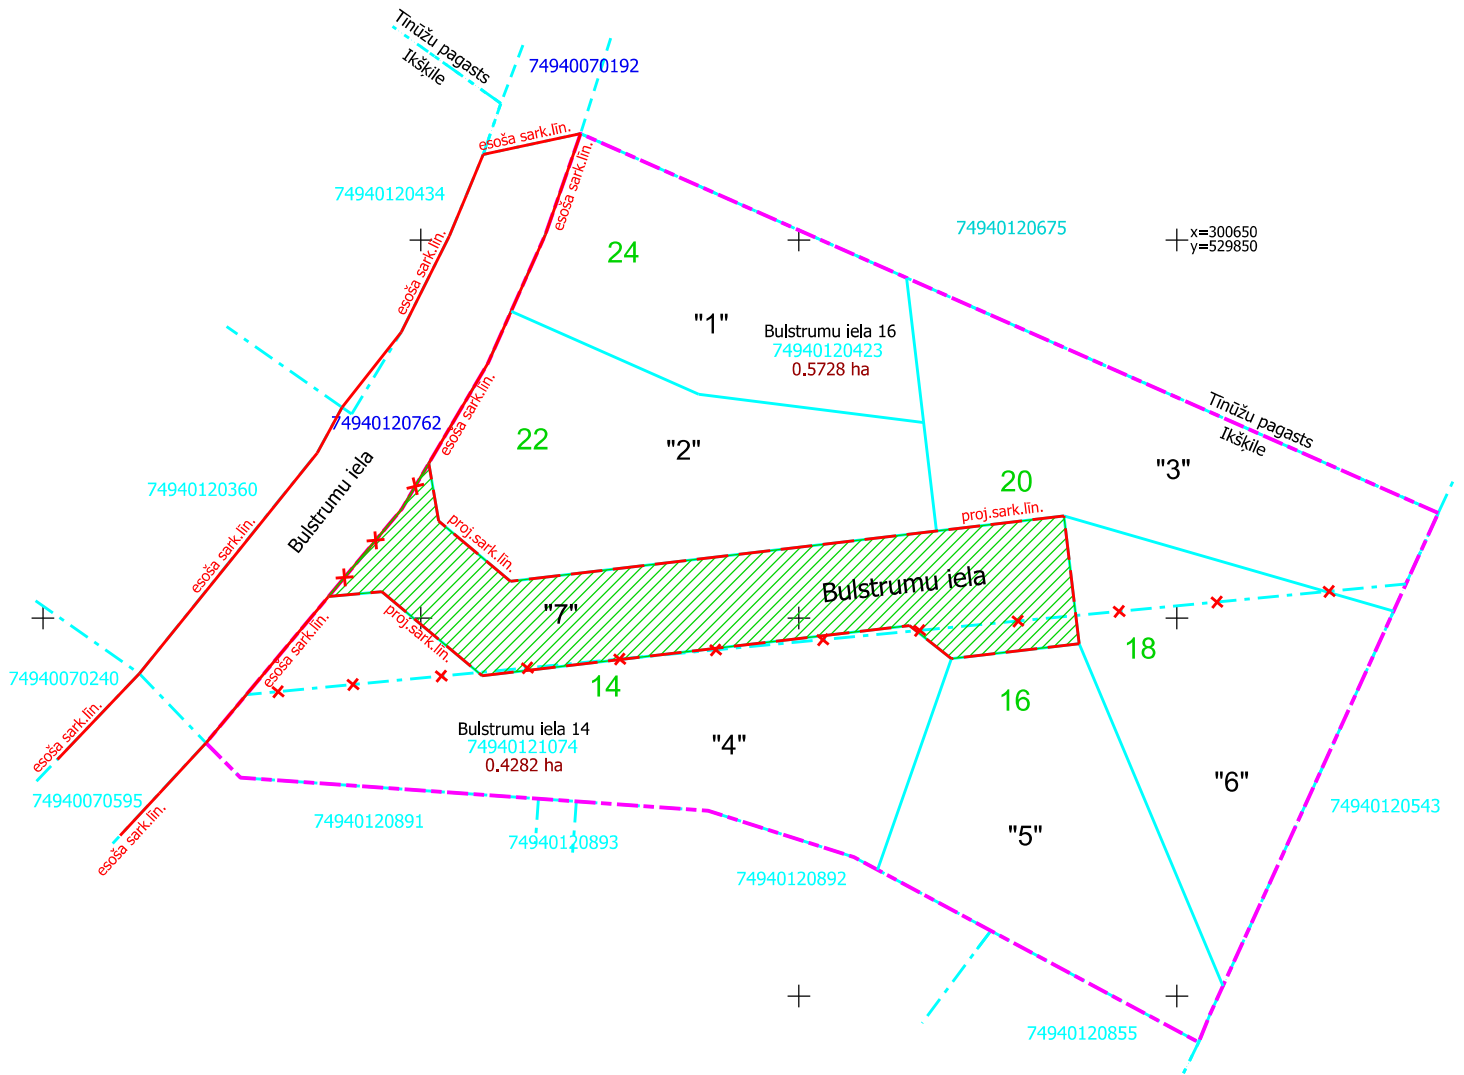 Tīnūžu pagasts
Ikšķile
74940070192
esoša sark.līn.
esoša sark.līn.
74940120434
74940120675
x=300650
y=529850
24
esoša sark.līn.
"1"
Bulstrumu iela 16
74940120423
0.5728 ha
esoša sark.līn.
74940120762
22
"2"
Tīnūžu pagasts
Ikšķile
20
"3"
74940120360
Bulstrumu iela
proj.sark.līn.
proj.sark.līn.
esoša sark.līn.
Bulstrumu iela
"7"
proj.sark.līn.
esoša sark.līn.
18
74940070240
14
16
esoša sark.līn.
Bulstrumu iela 14
74940121074
0.4282 ha
"4"
"6"
74940070595
74940120891
74940120893
"5"
74940120543
esoša sark.līn.
74940120892
74940120855